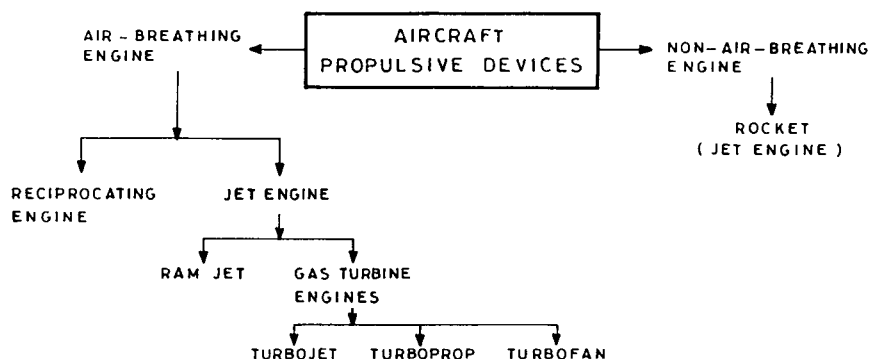 AIRCRAFT
PROPULSIVE DEVICES
AIR-BREATHING
ENGINE
NON-AIR-BREATHING
ENGINE
ROCKET
(JET ENGINE)
RECIPROCATING
ENGINE
JET ENGINE
RAM JET
GAS TURBINE
ENGINES
TURBOJET
TURBOPROP
TURBOFAN